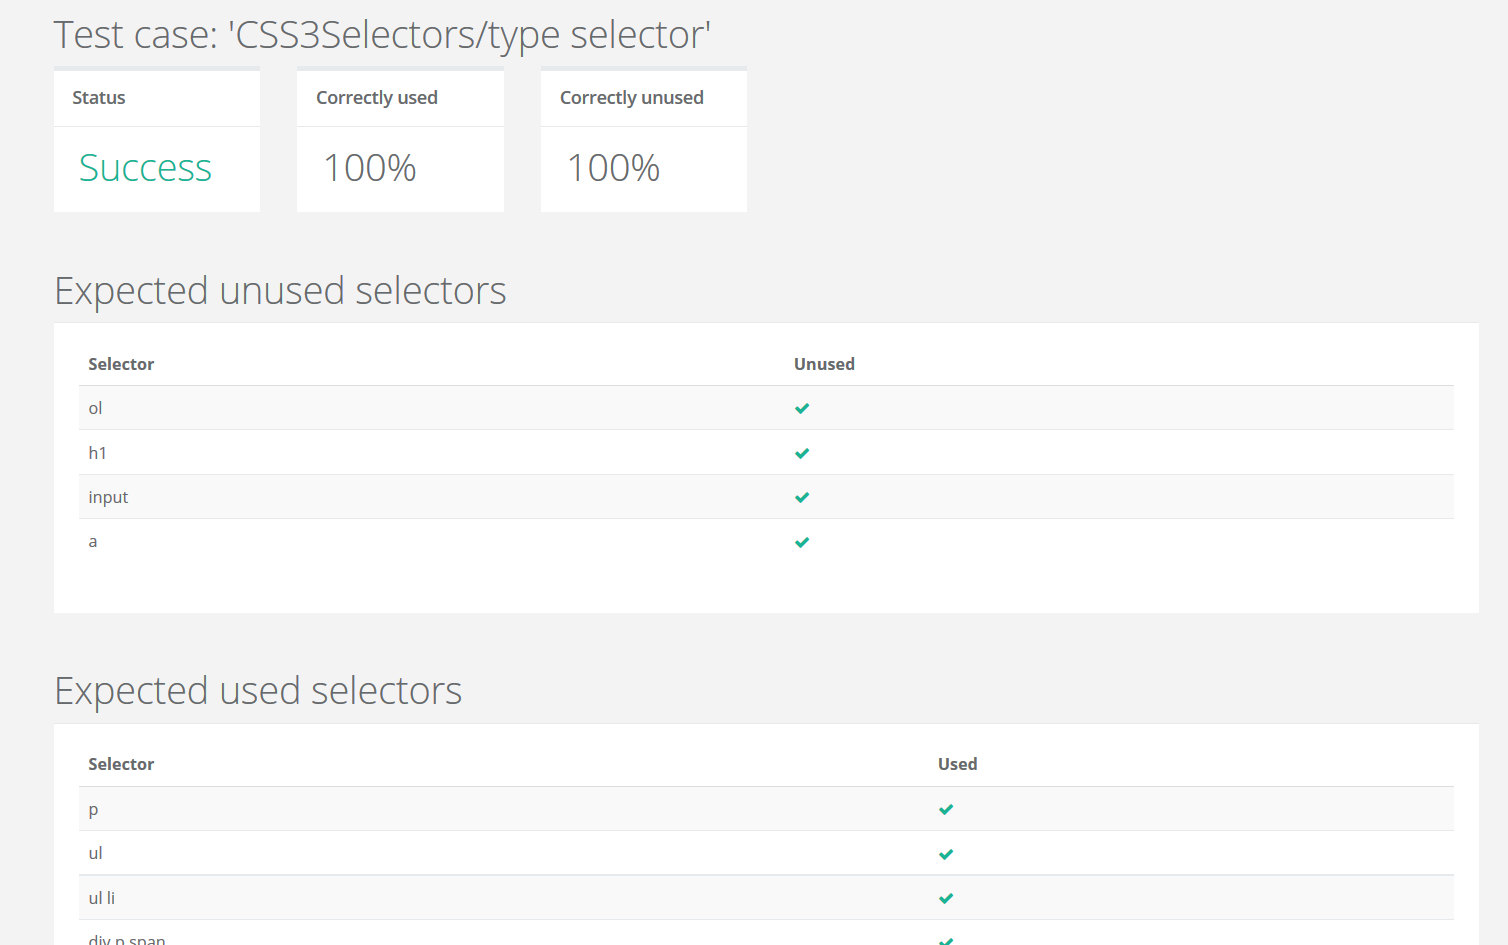 Test case: 'CSS3Selectors/type selector'
Status Correctly used Correctly unused
Success 100% 100%
Expected unused selectors
Selector Unused
ol
h1
input
a
Expected used selectors
Selector Used
p
ul
ul li
div p span